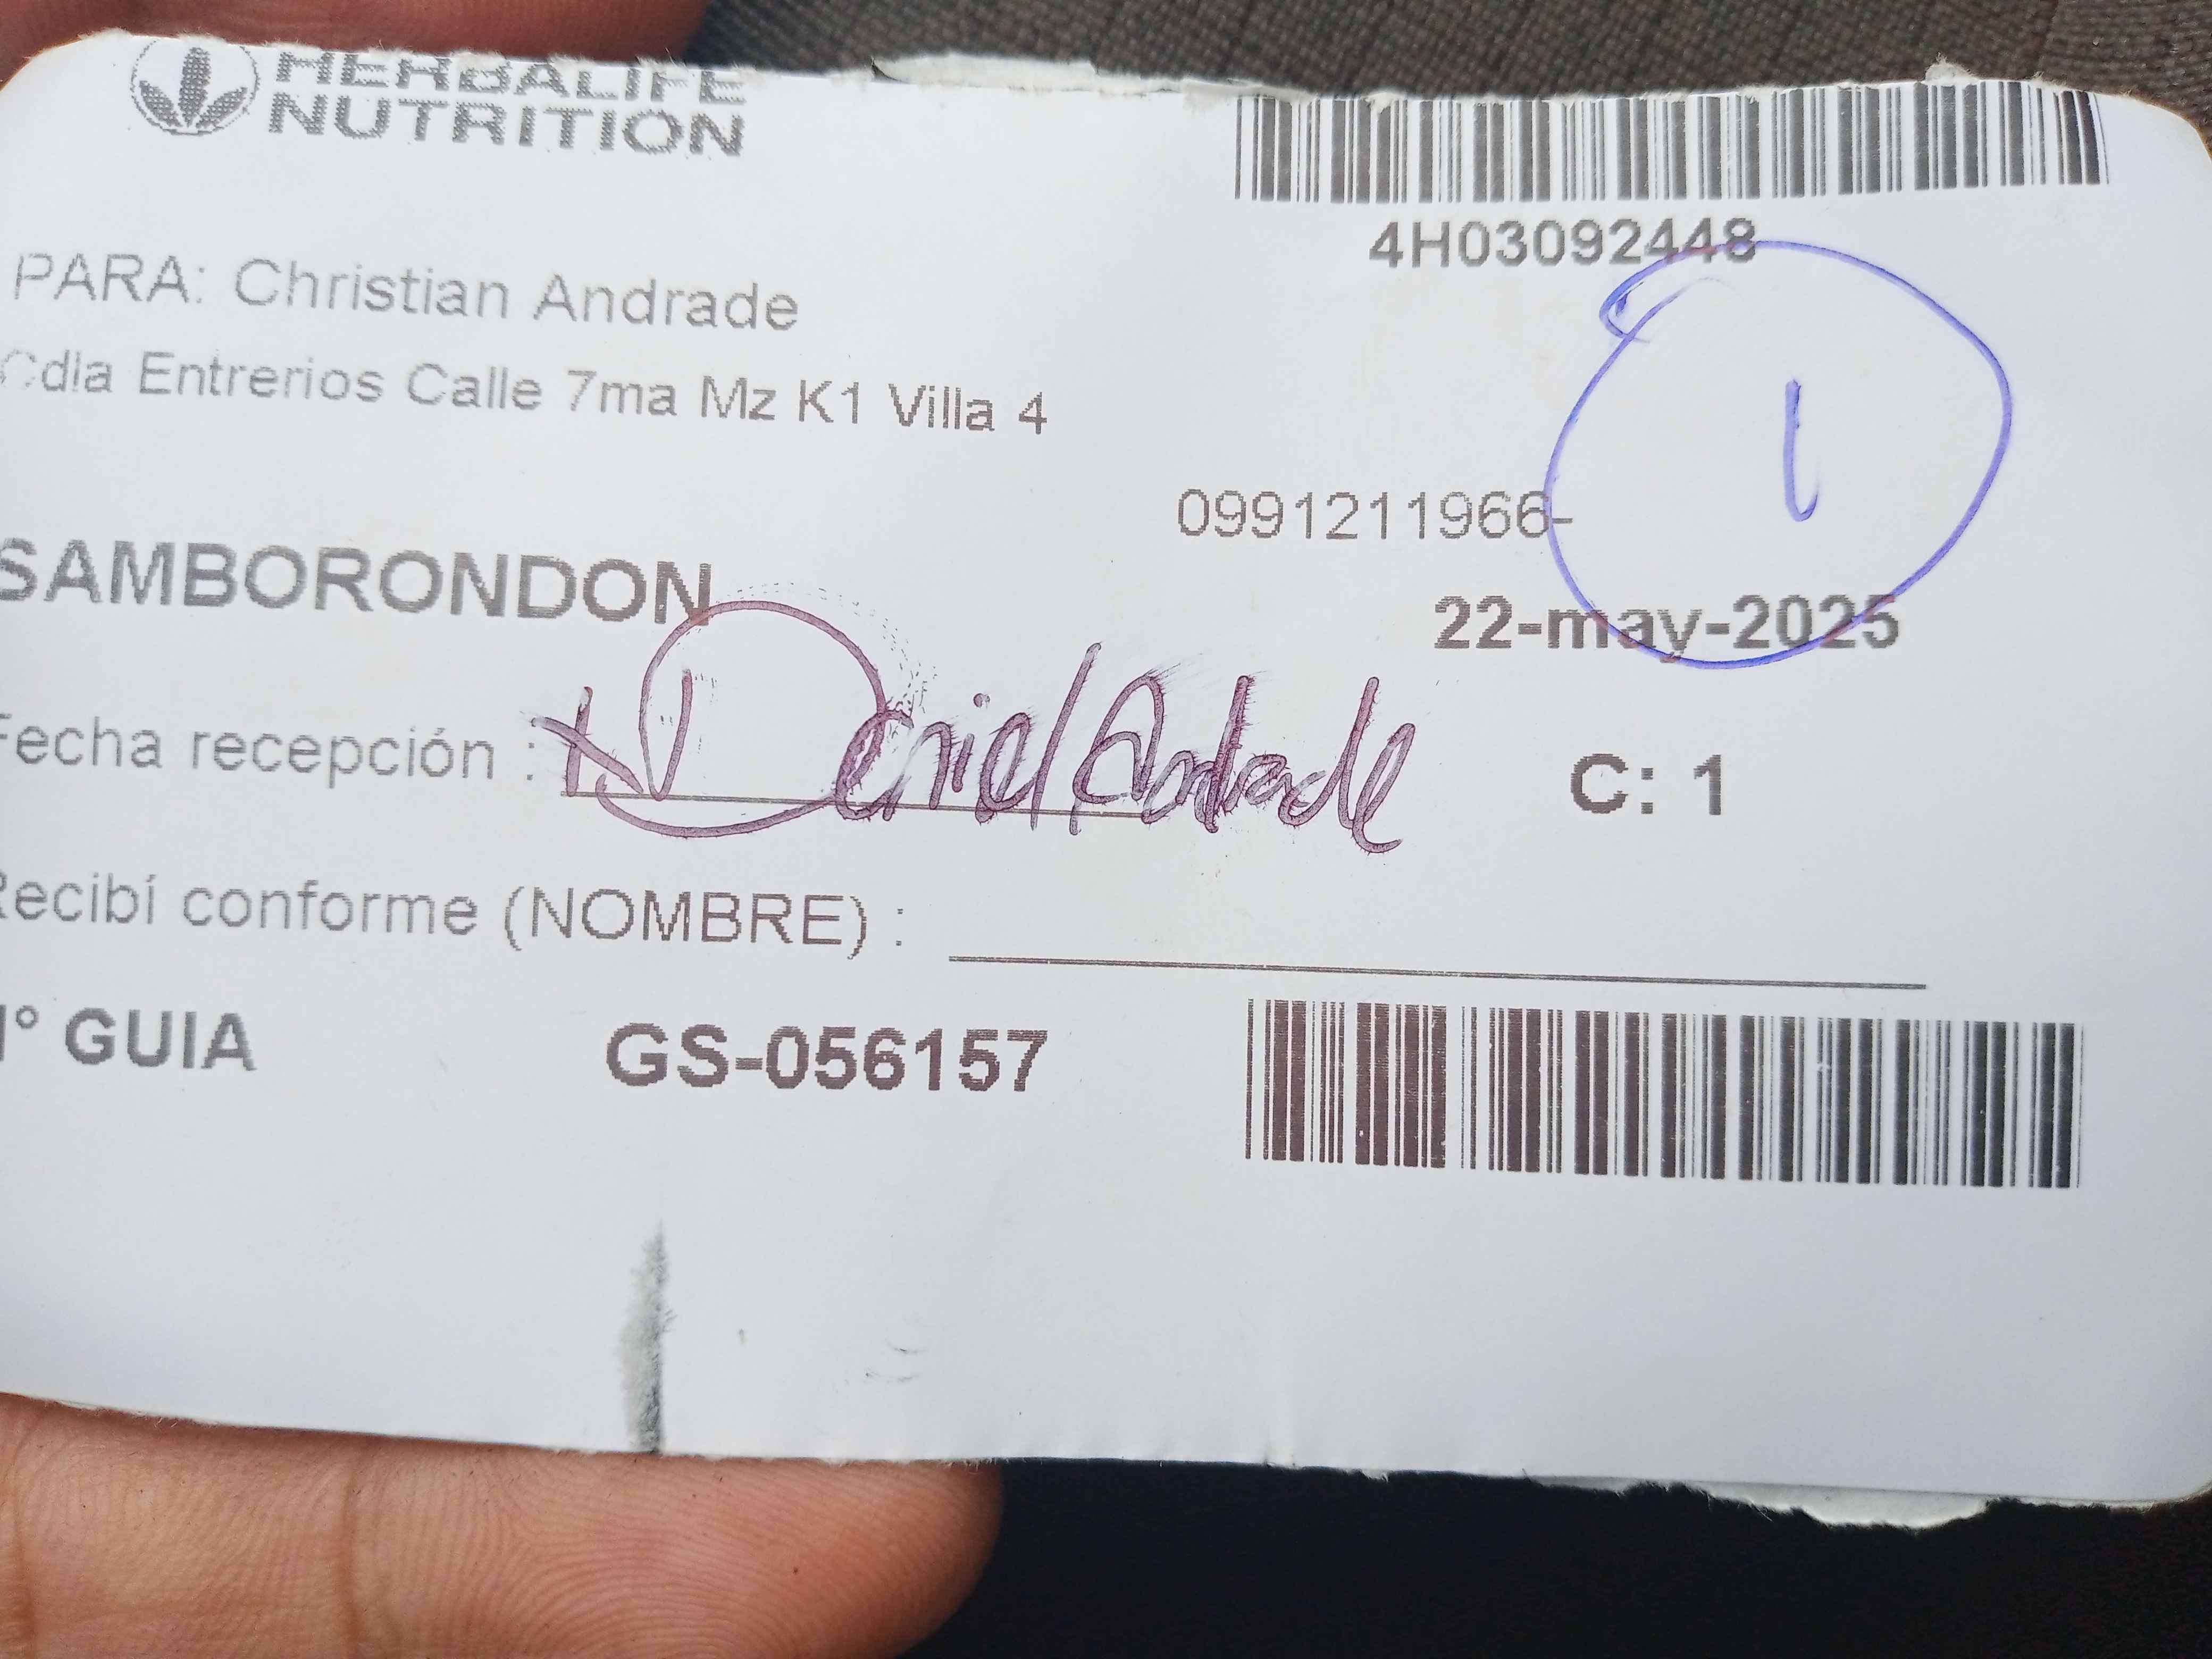 HERBALIFE
NUTRITION
4H03092448
PARA: Christian Andrade
Cdla Entrerios Calle 7ma Mz K1 Villa 4
1
0991211966-
SAMBORONDON
22-may-2025
Fecha recepción : x Daniel Andrade
C: 1
Recibí conforme (NOMBRE) :
N° GUIA GS-056157